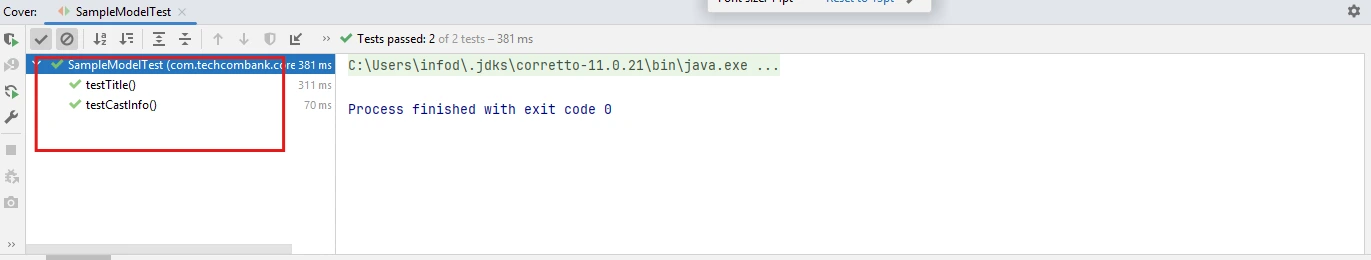 Font size: 14pt Reset to 13pt
Cover: SampleModelTest
Tests passed: 2 of 2 tests – 381 ms
SampleModelTest (com.techcombank.core 381 ms
testTitle() 311 ms
testCastInfo() 70 ms
C:\Users\infod\.jdks\corretto-11.0.21\bin\java.exe ...
Process finished with exit code 0